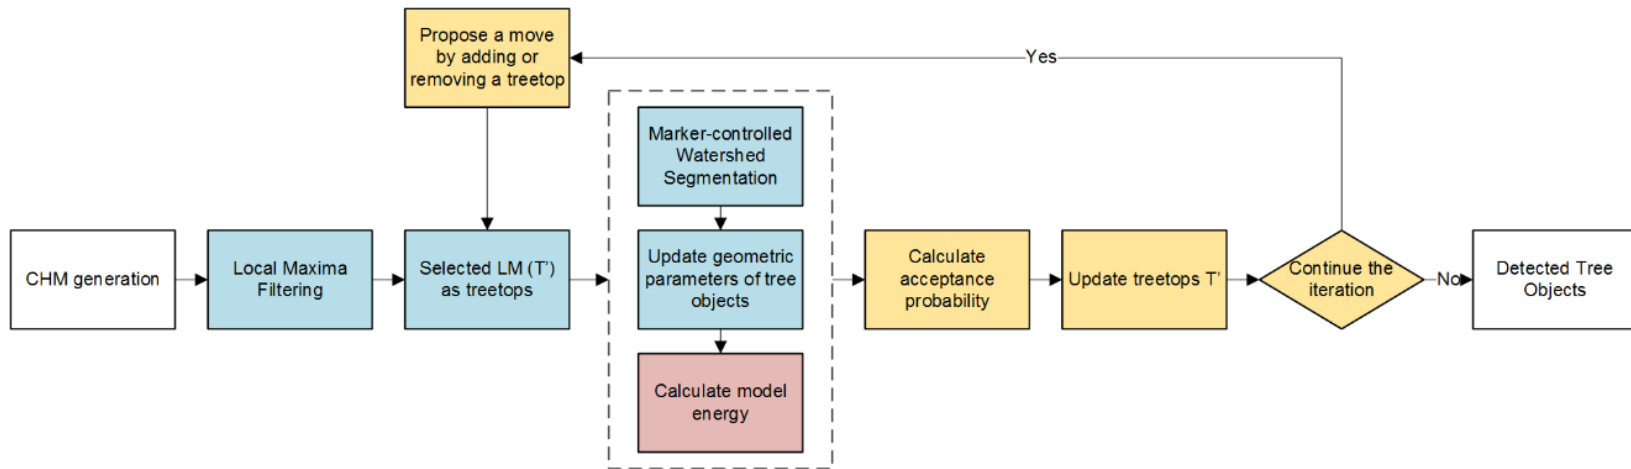 Propose a move
by adding or
removing a treetop
Yes
Marker-controlled
Watershed
Segmentation
CHM generation
Local Maxima
Filtering
Selected LM (T')
as treetops
Update geometric
parameters of tree
objects
Calculate
acceptance
probability
Update treetops T'
Continue the
iteration
No
Detected Tree
Objects
Calculate model
energy